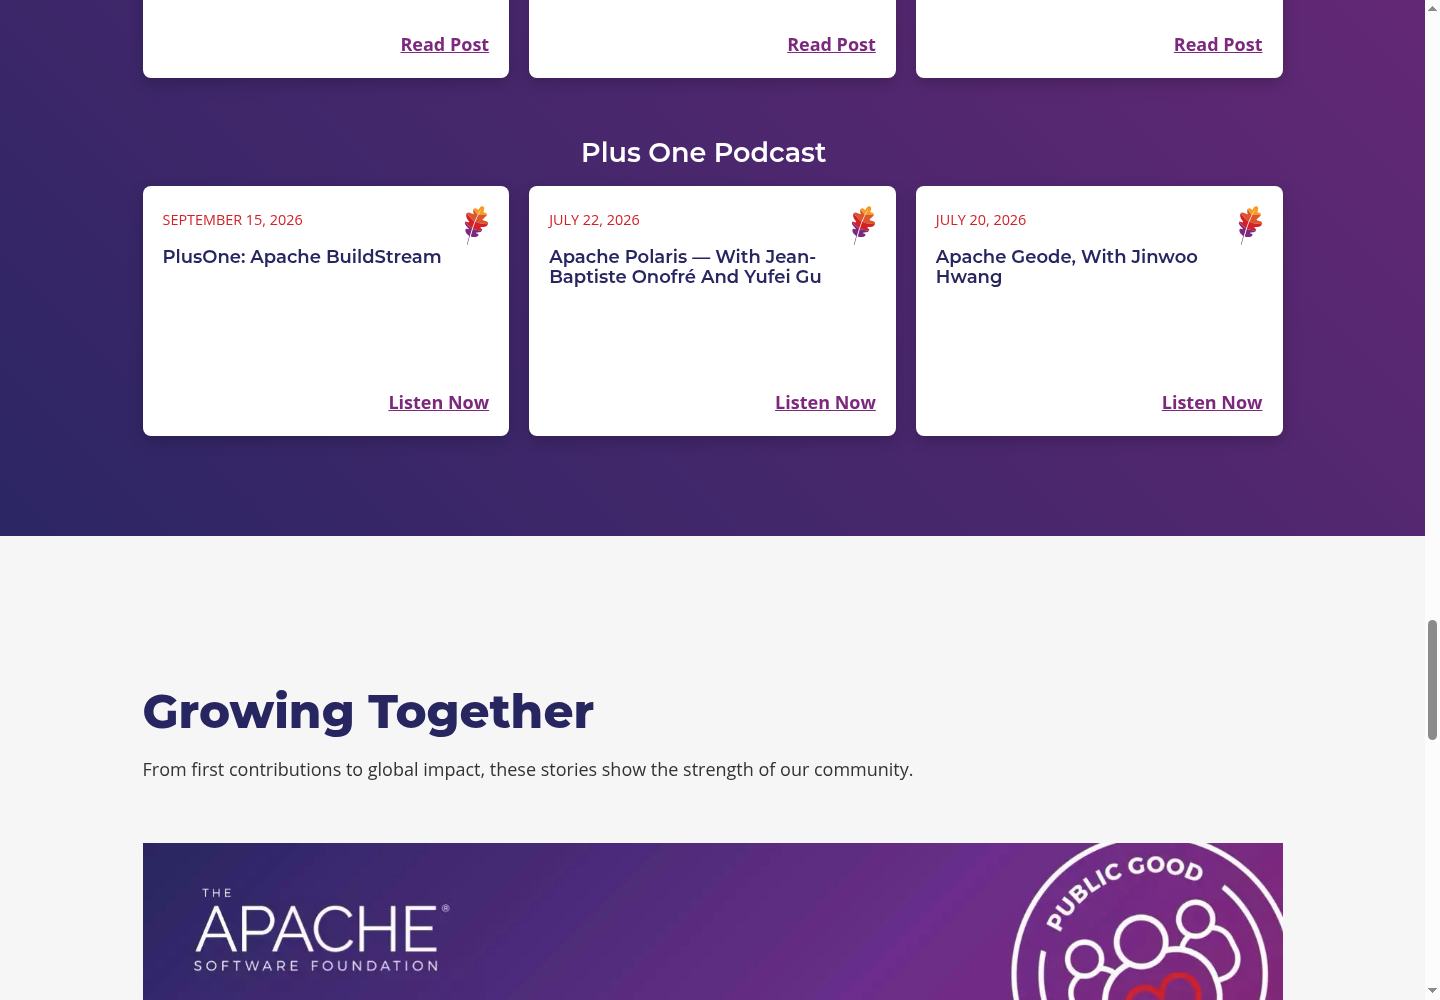 Read Post
Read Post
Read Post
Plus One Podcast
SEPTEMBER 15, 2026
PlusOne: Apache BuildStream
Listen Now
JULY 22, 2026
Apache Polaris — With Jean-
Baptiste Onofré And Yufei Gu
Listen Now
JULY 20, 2026
Apache Geode, With Jinwoo
Hwang
Listen Now
Growing Together
From first contributions to global impact, these stories show the strength of our community.
THE
APACHE®
SOFTWARE FOUNDATION
PUBLIC GOOD